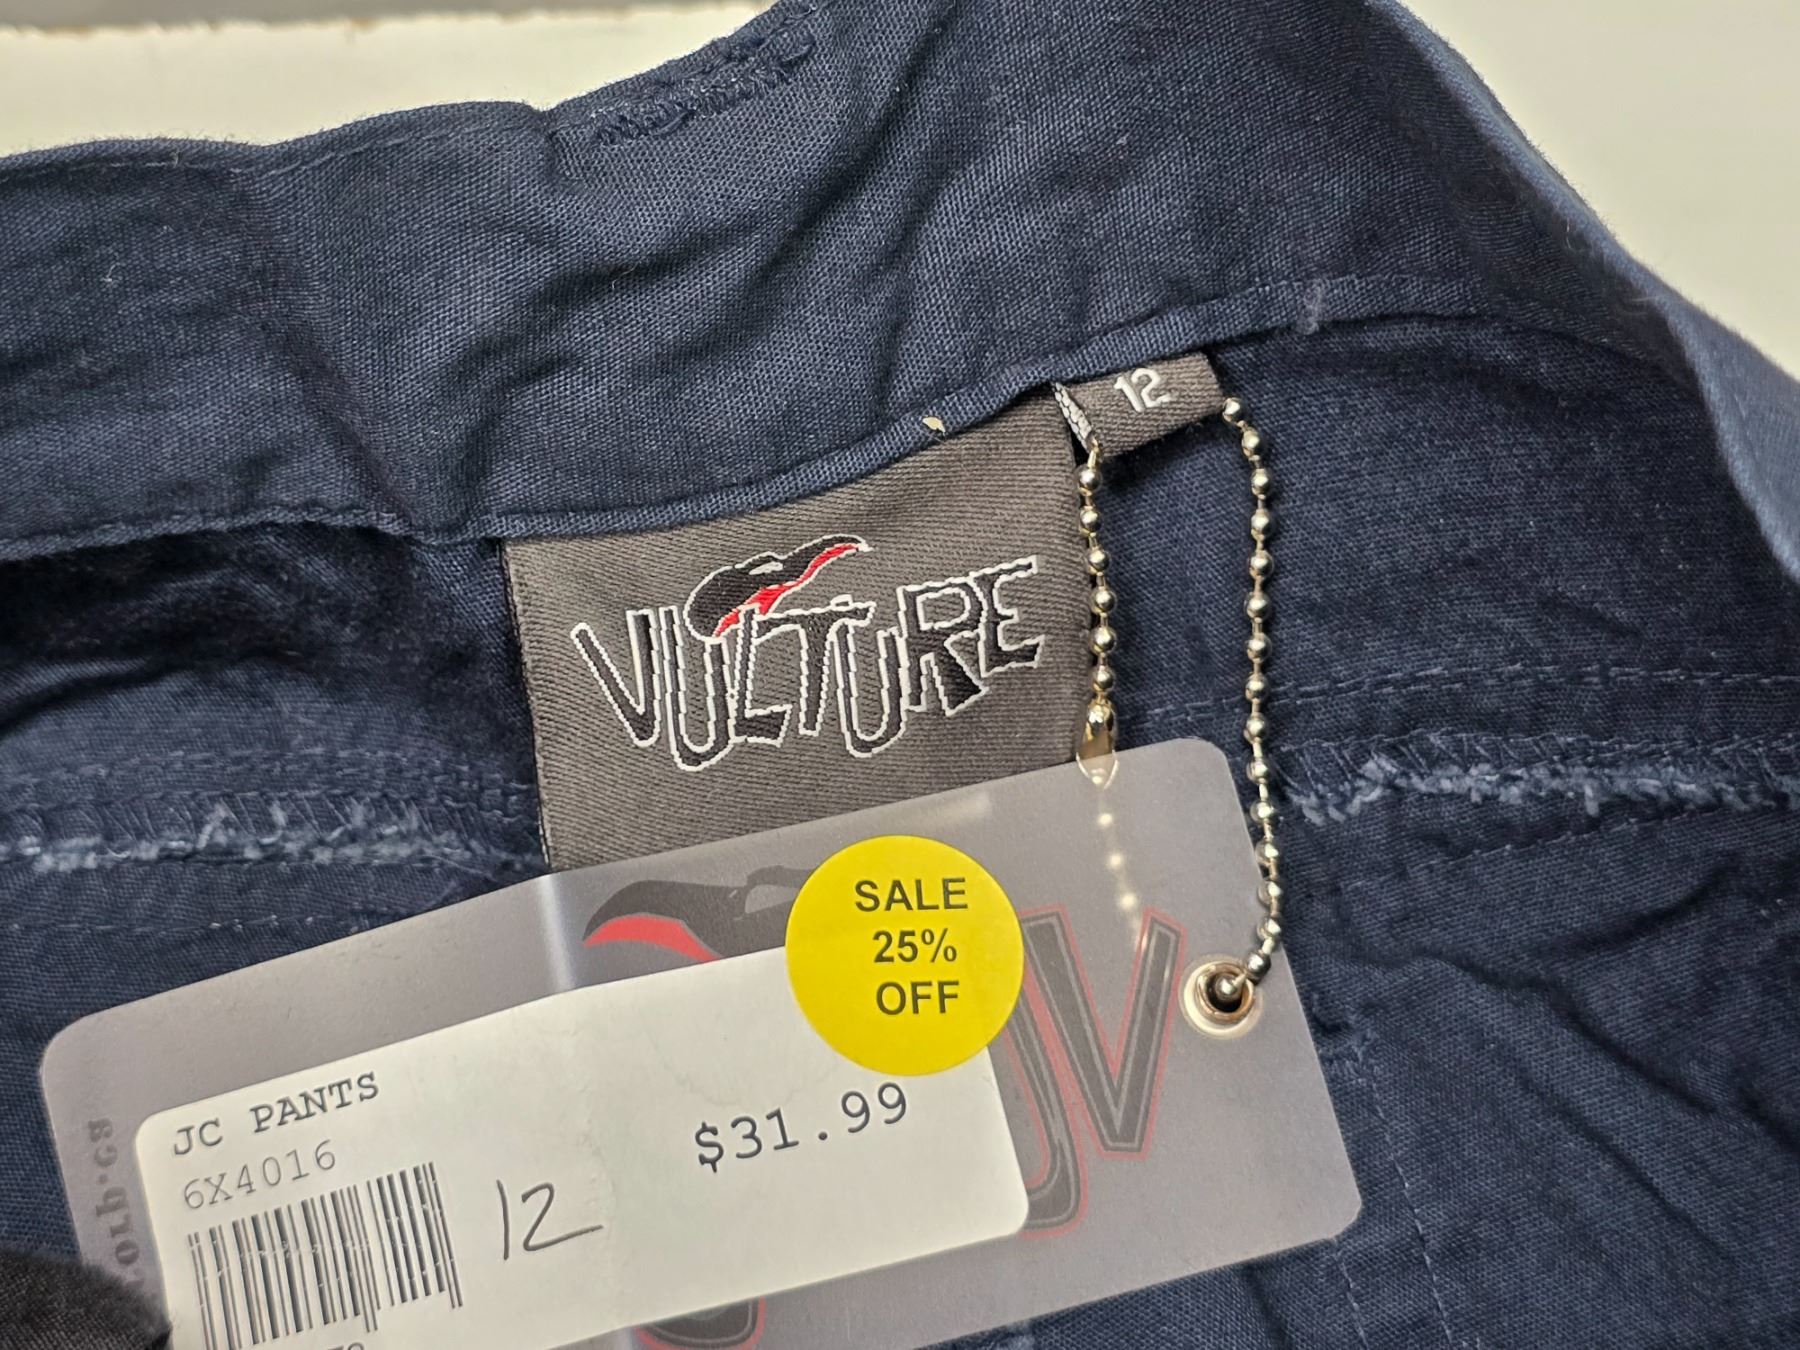 12
VULTURE
SALE
25%
OFF
JC PANTS
6X4016
$31.99
12